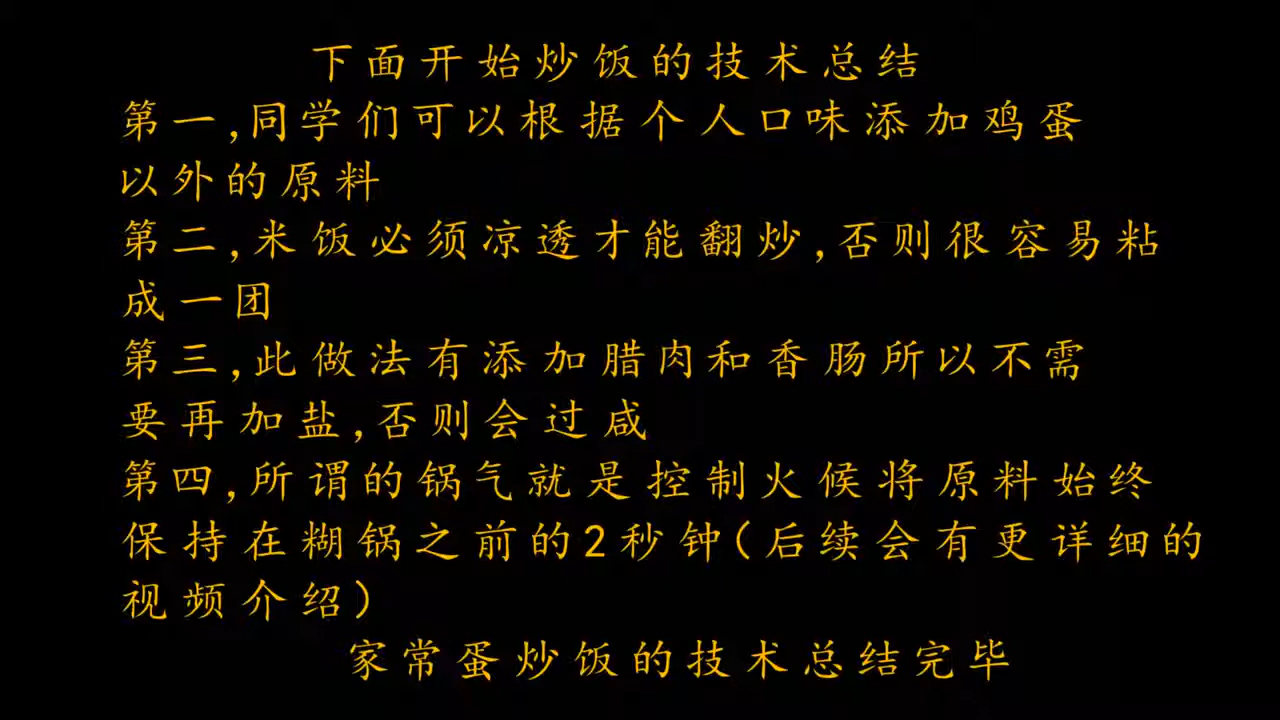 下面开始炒饭的技术总结
第一,同学们可以根据个人口味添加鸡蛋
以外的原料
第二,米饭必须凉透才能翻炒,否则很容易粘
成一团
第三,此做法有添加腊肉和香肠所以不需
要再加盐,否则会过咸
第四,所谓的锅气就是控制火候将原料始终
保持在糊锅之前的2秒钟(后续会有更详细的
视频介绍)
家常蛋炒饭的技术总结完毕